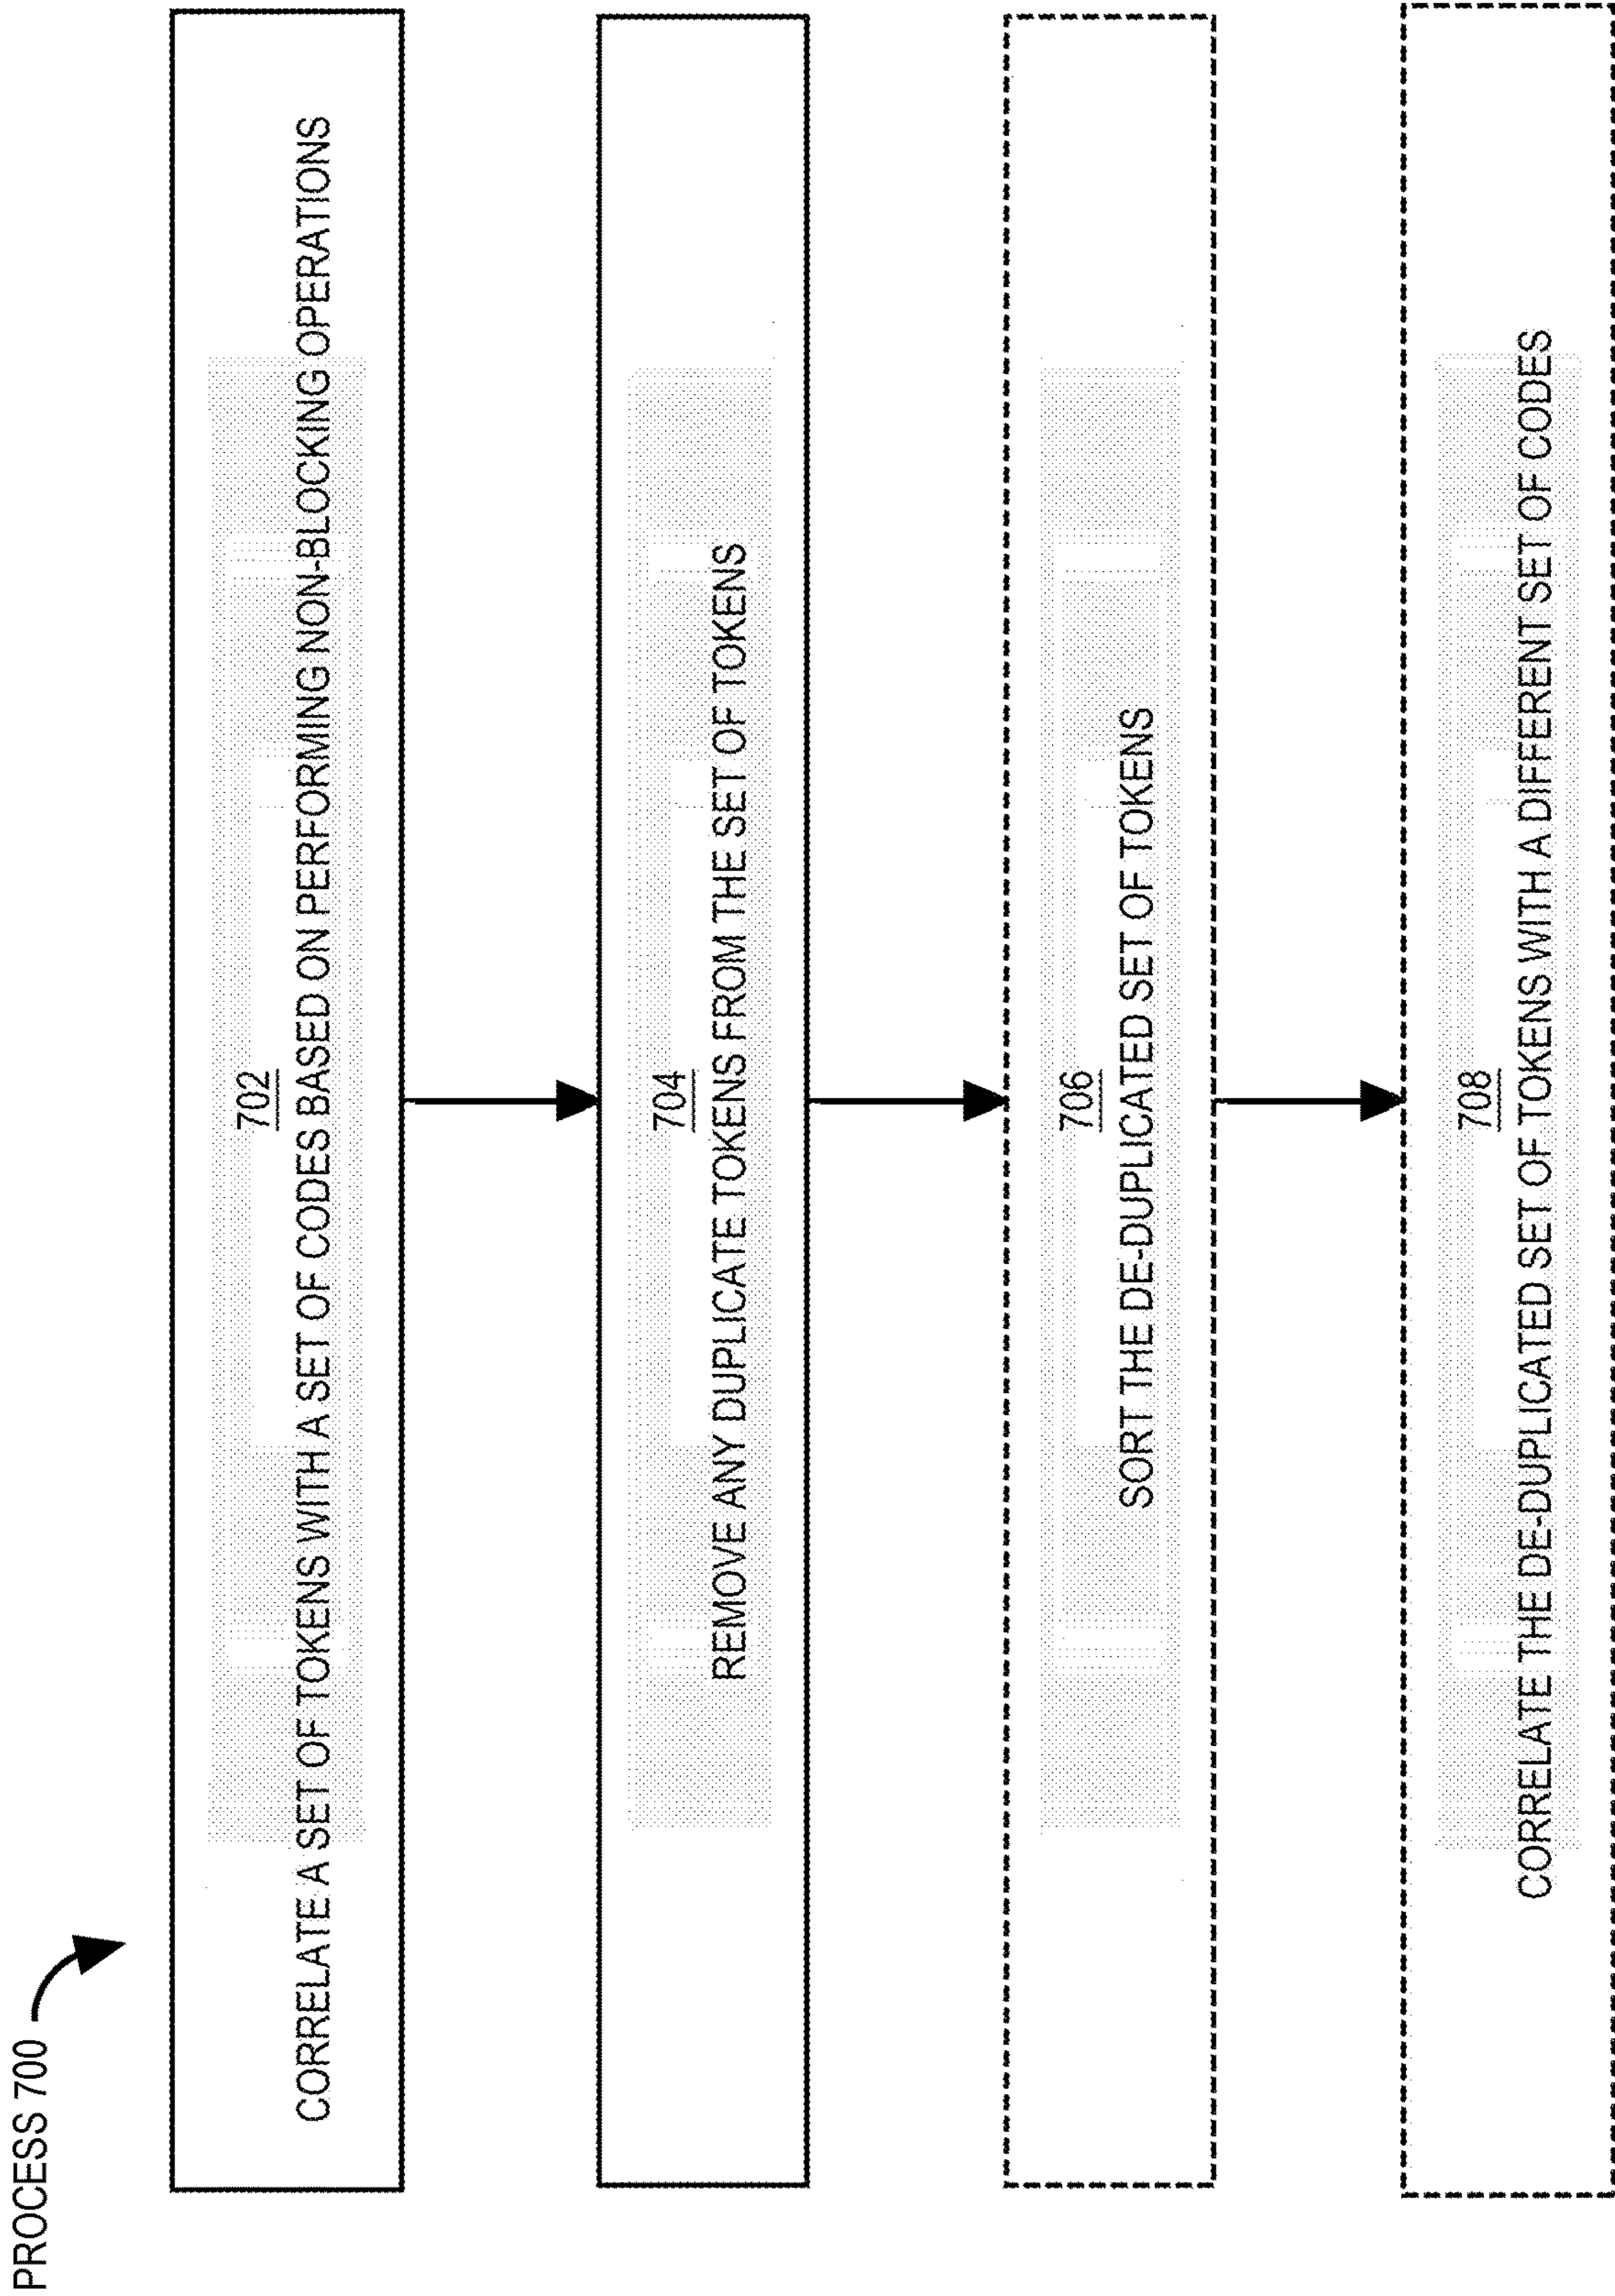 PROCESS 700
702
CORRELATE A SET OF TOKENS WITH A SET OF CODES BASED ON PERFORMING NON-BLOCKING OPERATIONS
704
REMOVE ANY DUPLICATE TOKENS FROM THE SET OF TOKENS
706
SORT THE DE-DUPLICATED SET OF TOKENS
708
CORRELATE THE DE-DUPLICATED SET OF TOKENS WITH A DIFFERENT SET OF CODES